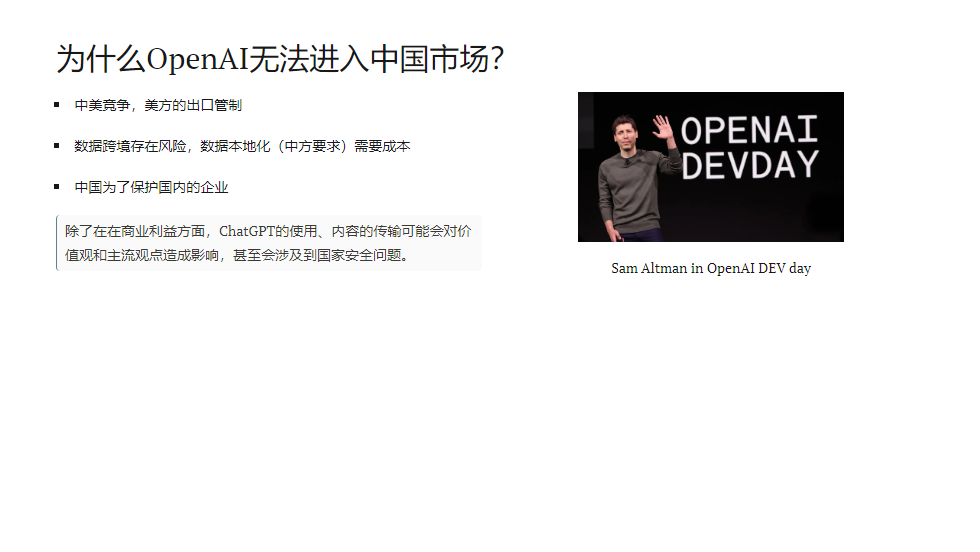 为什么OpenAI无法进入中国市场？
中美竞争，美方的出口管制
数据跨境存在风险，数据本地化（中方要求）需要成本
中国为了保护国内的企业
除了在在商业利益方面，ChatGPT的使用、内容的传输可能会对价
值观和主流观点造成影响，甚至会涉及到国家安全问题。
OPENAI
DEVDAY
Sam Altman in OpenAI DEV day